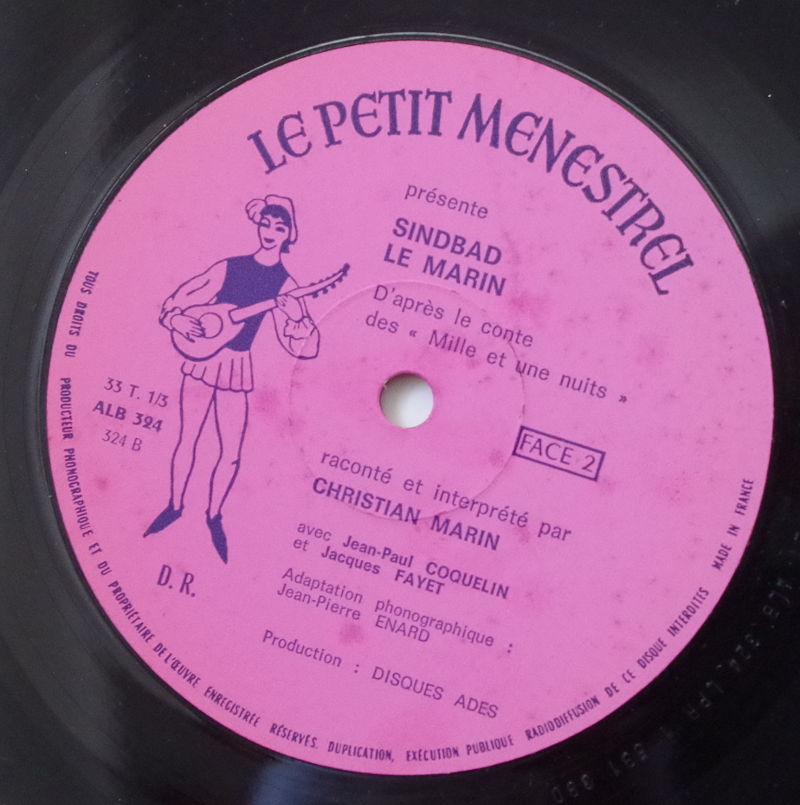 LE PETIT MENESTREL
présente
SINDBAD
LE MARIN
D'après le conte
des « Mille et une nuits »
33 T. 1/3
ALB 324
324 B
FACE 2
raconté et interprété par
CHRISTIAN MARIN
avec Jean-Paul COQUELIN
et Jacques FAYET
Adaptation phonographique :
Jean-Pierre ENARD
D. R.
Production : DISQUES ADES
TOUS DROITS DU PRODUCTEUR PHONOGRAPHIQUE ET DU PROPRIÉTAIRE DE L'ŒUVRE ENREGISTRÉE RÉSERVÉS. DUPLICATION, EXÉCUTION PUBLIQUE RADIODIFFUSION DE CE DISQUE INTERDITES MADE IN FRANCE